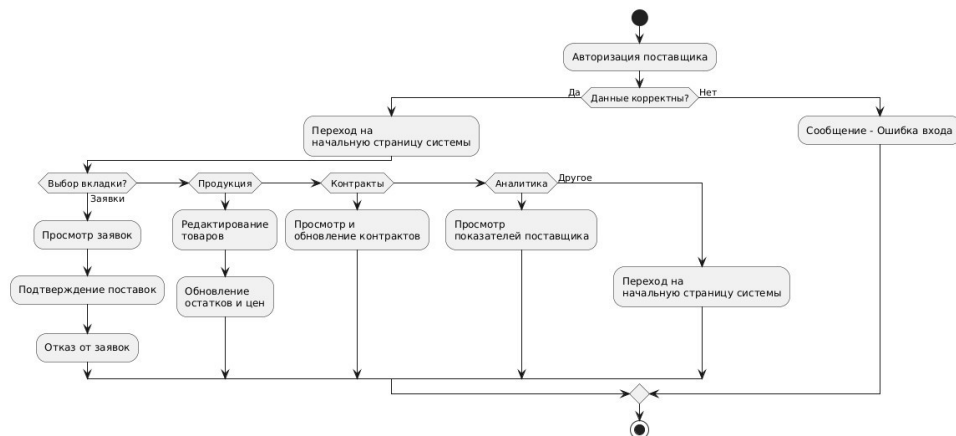 Авторизация поставщика
Да
Данные корректны?
Нет
Переход на
начальную страницу системы
Сообщение - Ошибка входа
Выбор вкладки?
Продукция
Контракты
Аналитика
Другое
Заявки
Просмотр заявок
Редактирование
товаров
Просмотр и
обновление контрактов
Просмотр
показателей поставщика
Подтверждение поставок
Обновление
остатков и цен
Переход на
начальную страницу системы
Отказ от заявок